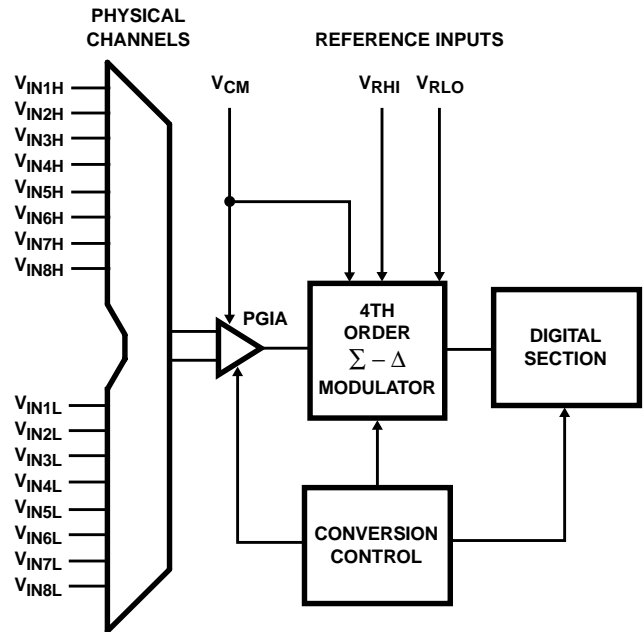 PHYSICAL
CHANNELS
REFERENCE INPUTS
VIN1H
VIN2H
VIN3H
VIN4H
VIN5H
VIN6H
VIN7H
VIN8H
VCM
VRHI
VRLO
PGIA
4TH
ORDER
∑ – Δ
MODULATOR
DIGITAL
SECTION
VIN1L
VIN2L
VIN3L
VIN4L
VIN5L
VIN6L
VIN7L
VIN8L
CONVERSION
CONTROL